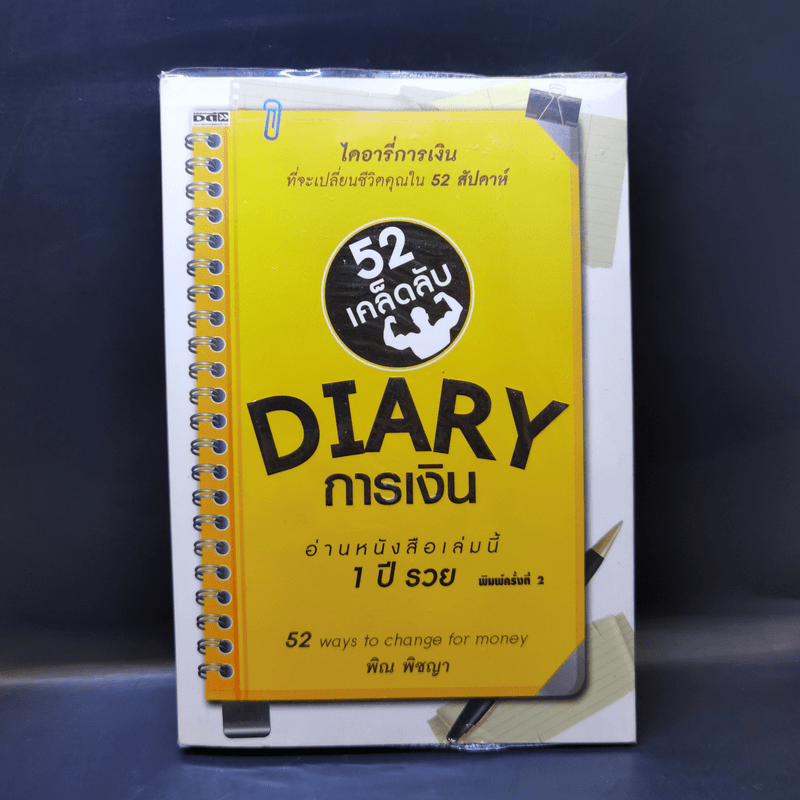 ไดอารี่การเงิน
ที่จะเปลี่ยนชีวิตคุณใน 52 สัปดาห์
52
เคล็ดลับ
DIARY
การเงิน
อ่านหนังสือเล่มนี้
1 ปี รวย พิมพ์ครั้งที่ 2
52 ways to change for money
พิณ พิชญา